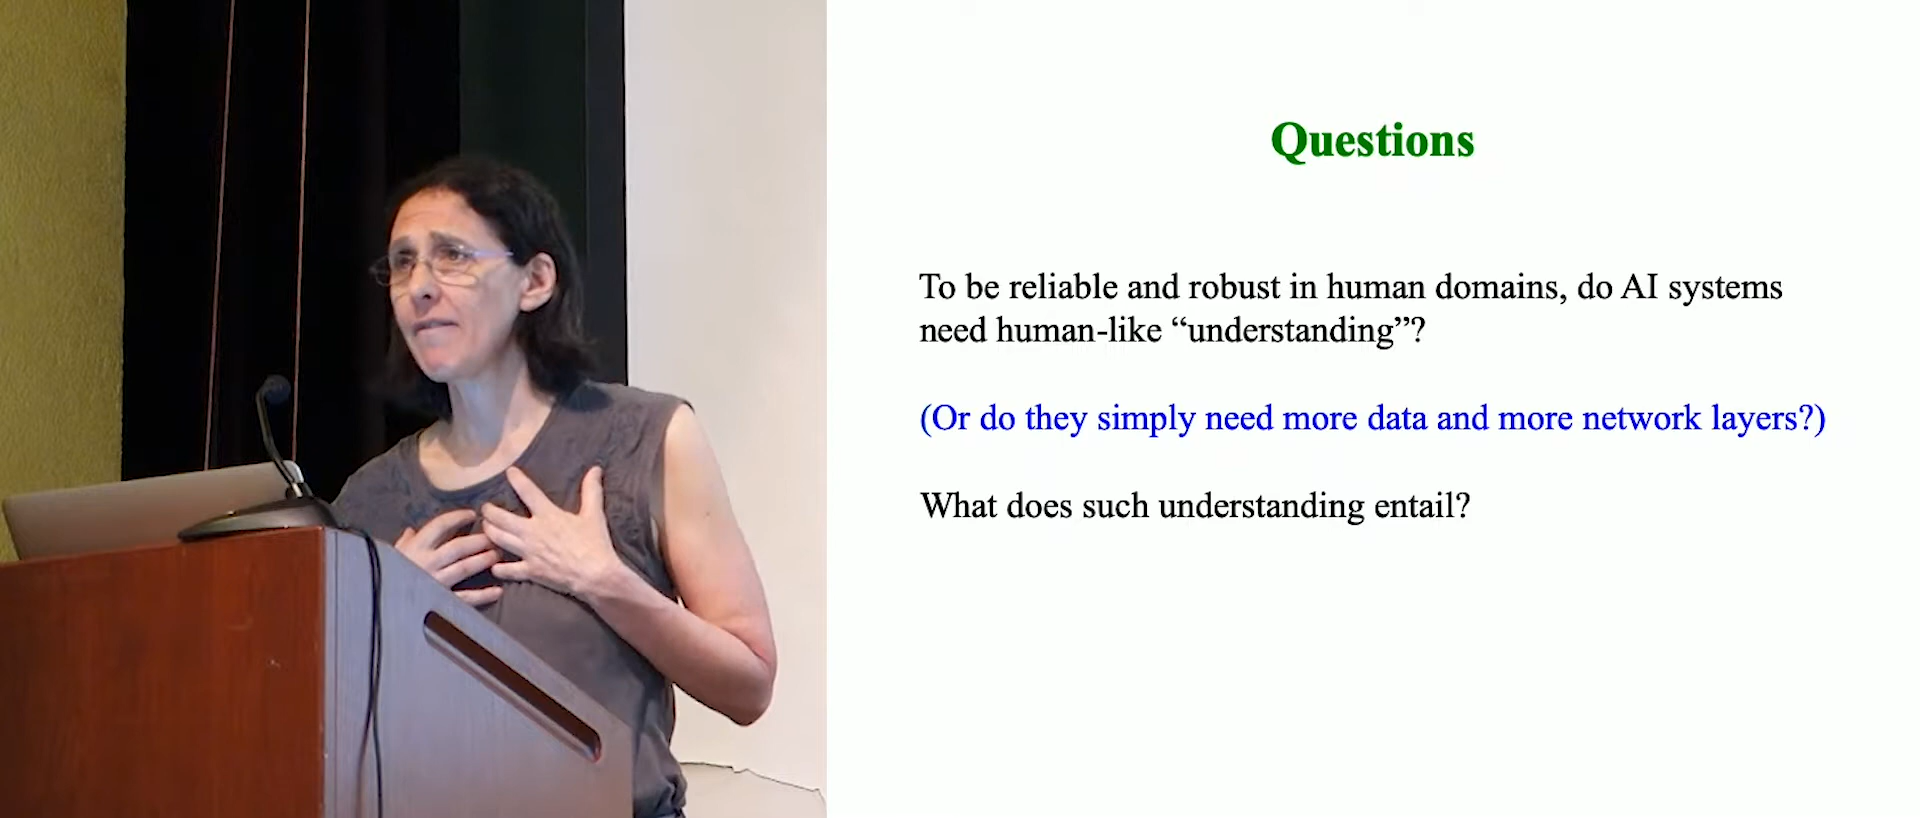 Questions
To be reliable and robust in human domains, do AI systems
need human-like “understanding”?
(Or do they simply need more data and more network layers?)
What does such understanding entail?